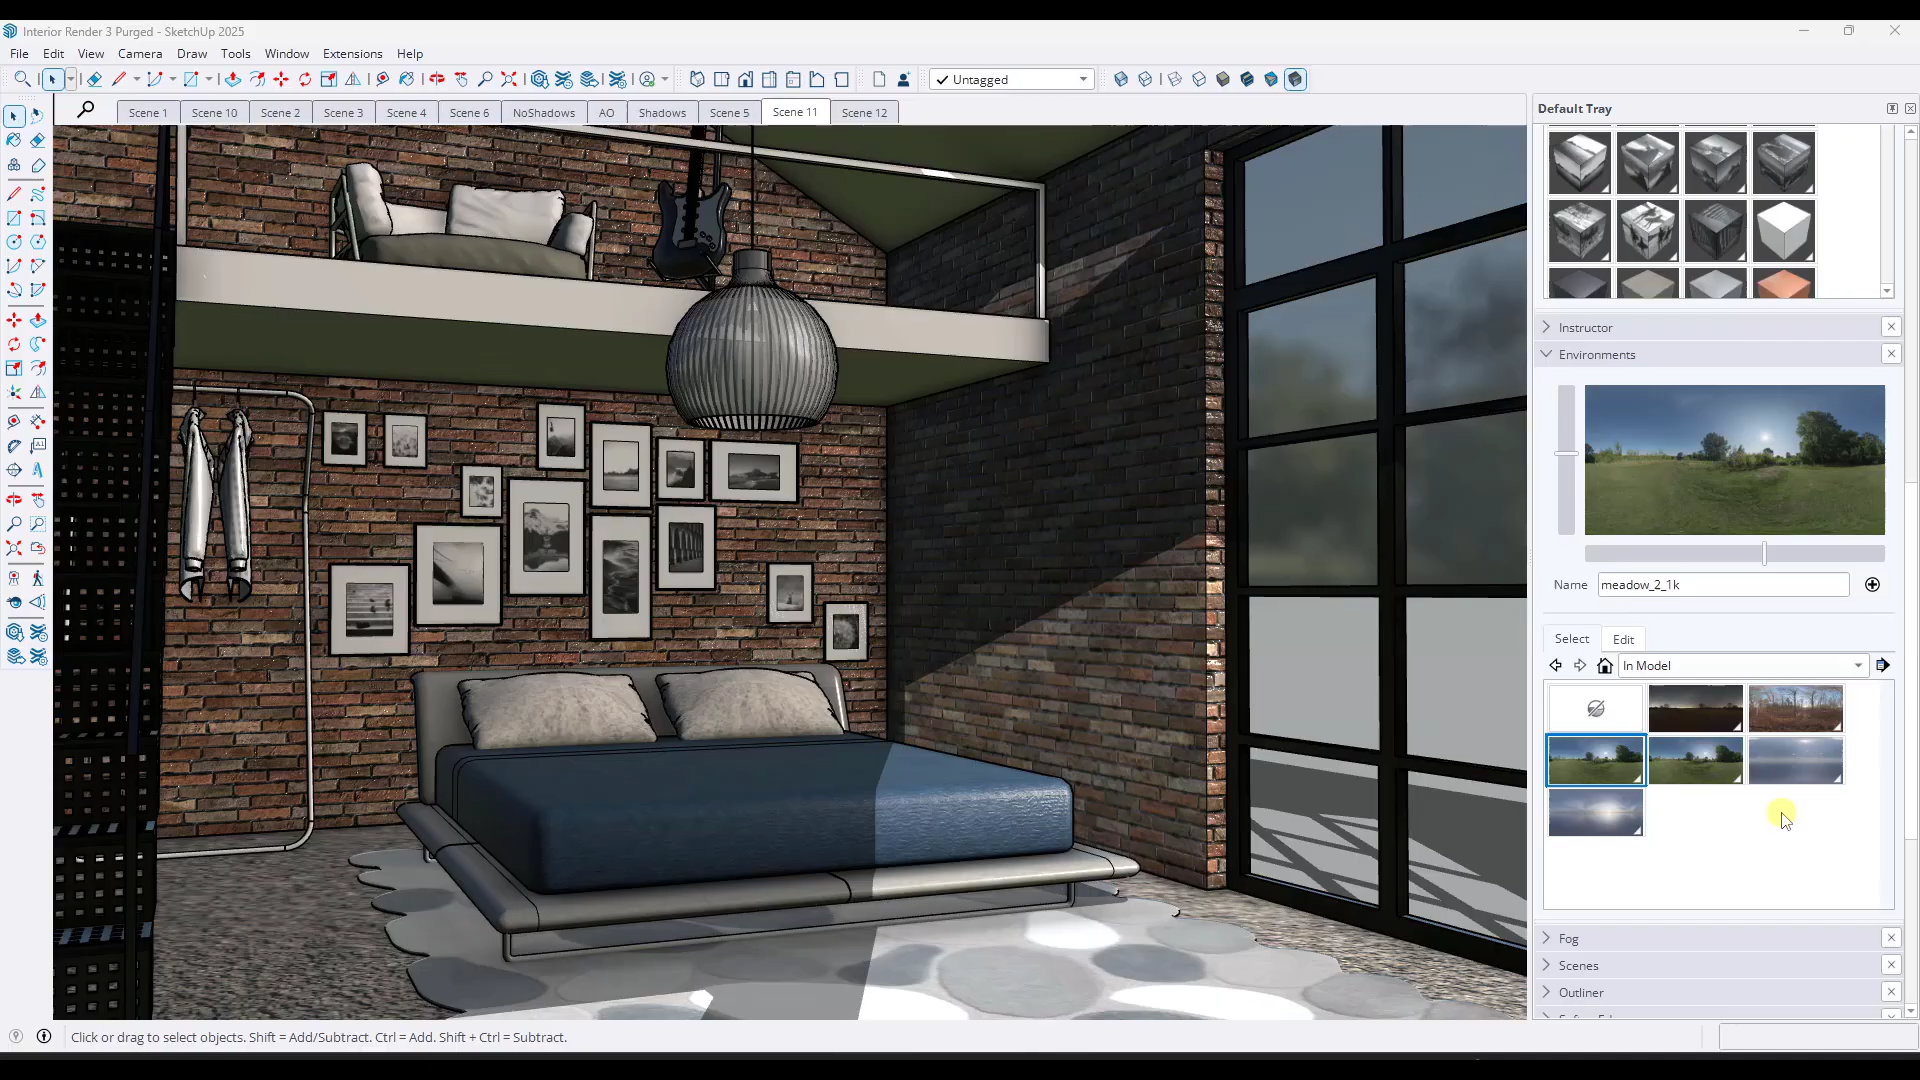 Interior Render 3 Purged - SketchUp 2025
File Edit View Camera Draw Tools Window Extensions Help
Untagged
Scene 1 Scene 10 Scene 2 Scene 3 Scene 4 Scene 6 NoShadows AO Shadows Scene 5 Scene 11 Scene 12
Default Tray
Instructor
Environments
Name meadow_2_1k
Select Edit
In Model
Fog
Scenes
Outliner
Click or drag to select objects. Shift = Add/Subtract. Ctrl = Add. Shift + Ctrl = Subtract.